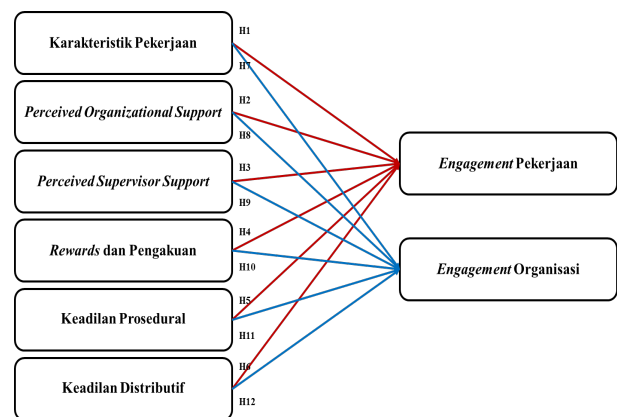 Karakteristik Pekerjaan
H1
H7
Perceived Organizational Support
H2
H8
Perceived Supervisor Support
H3
H9
Rewards dan Pengakuan
H4
H10
Keadilan Prosedural
H5
H11
Keadilan Distributif
H6
H12
Engagement Pekerjaan
Engagement Organisasi